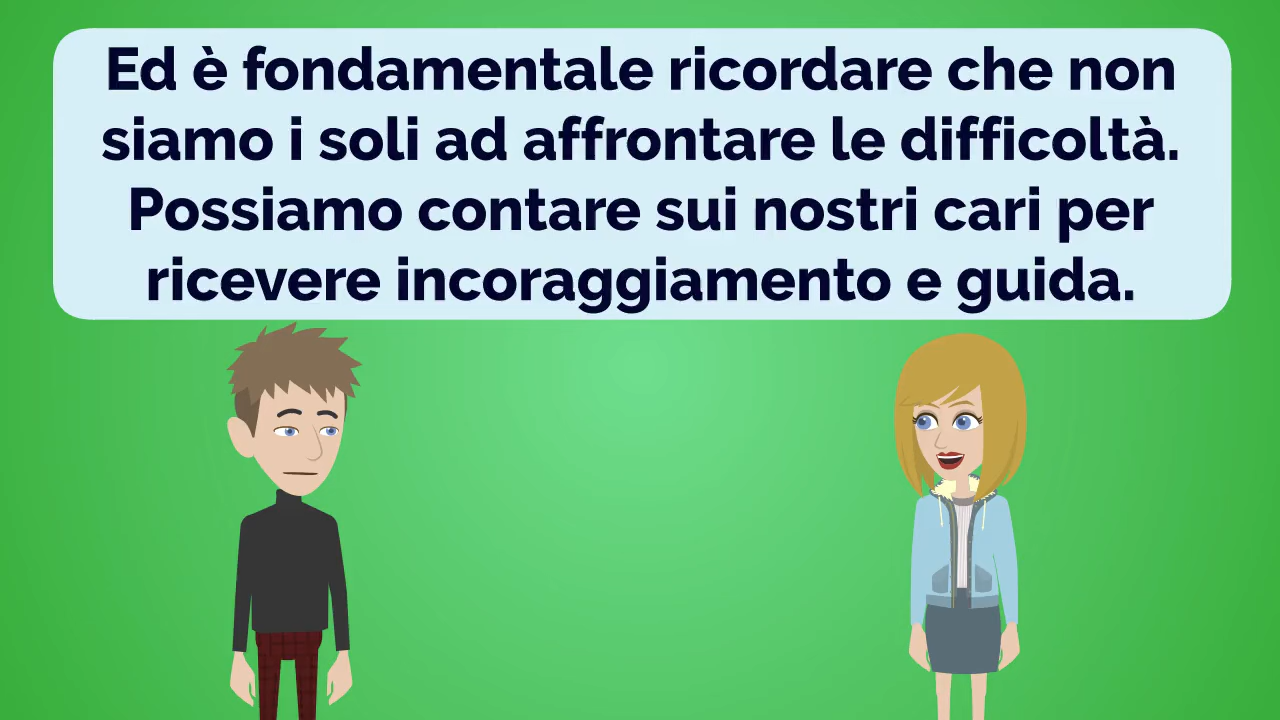 Ed è fondamentale ricordare che non
siamo i soli ad affrontare le difficoltà.
Possiamo contare sui nostri cari per
ricevere incoraggiamento e guida.